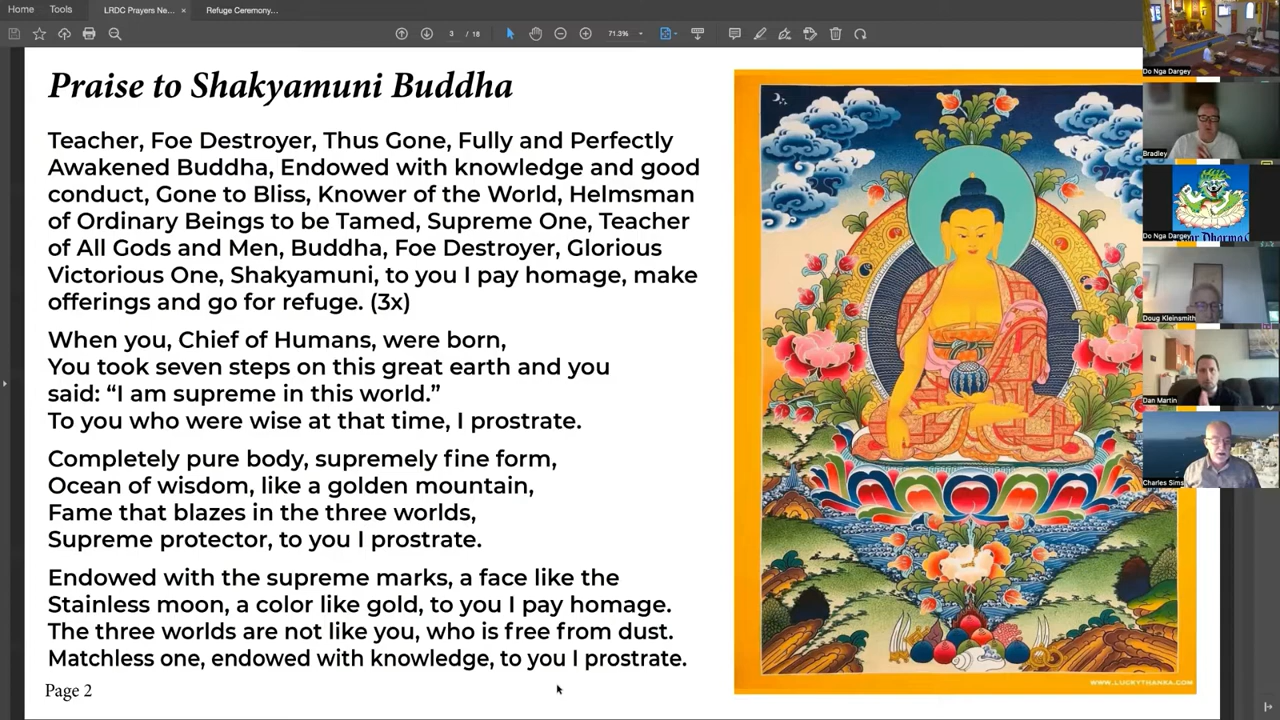 Home Tools LRDC Prayers Ne... × Refuge Ceremony...
3 / 18 71.3%
Praise to Shakyamuni Buddha
Teacher, Foe Destroyer, Thus Gone, Fully and Perfectly
Awakened Buddha, Endowed with knowledge and good
conduct, Gone to Bliss, Knower of the World, Helmsman
of Ordinary Beings to be Tamed, Supreme One, Teacher
of All Gods and Men, Buddha, Foe Destroyer, Glorious
Victorious One, Shakyamuni, to you I pay homage, make
offerings and go for refuge. (3x)
When you, Chief of Humans, were born,
You took seven steps on this great earth and you
said: “I am supreme in this world.”
To you who were wise at that time, I prostrate.
Completely pure body, supremely fine form,
Ocean of wisdom, like a golden mountain,
Fame that blazes in the three worlds,
Supreme protector, to you I prostrate.
Endowed with the supreme marks, a face like the
Stainless moon, a color like gold, to you I pay homage.
The three worlds are not like you, who is free from dust.
Matchless one, endowed with knowledge, to you I prostrate.
Page 2
WWW.LUCKYTHANKA.COM
Do Nga Dargey
Bradley
Do Nga Dargey
Doug Kleinsmith
Dan Martin
Charles Sims